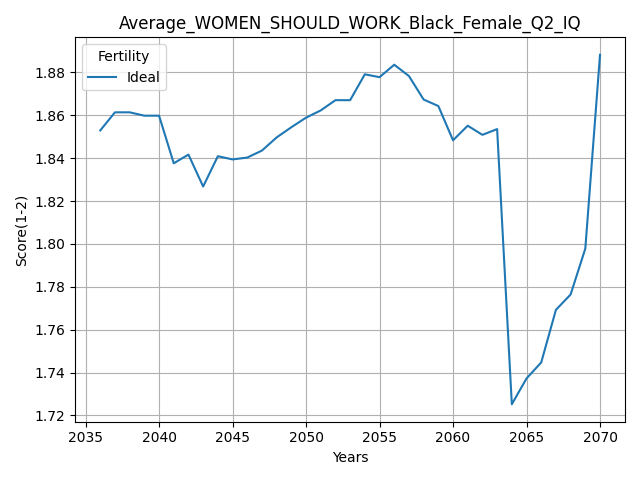 Average_WOMEN_SHOULD_WORK_Black_Female_Q2_IQ
Fertility
Ideal
Score(1-2)
1.88
1.86
1.84
1.82
1.80
1.78
1.76
1.74
1.72
2035 2040 2045 2050 2055 2060 2065 2070
Years